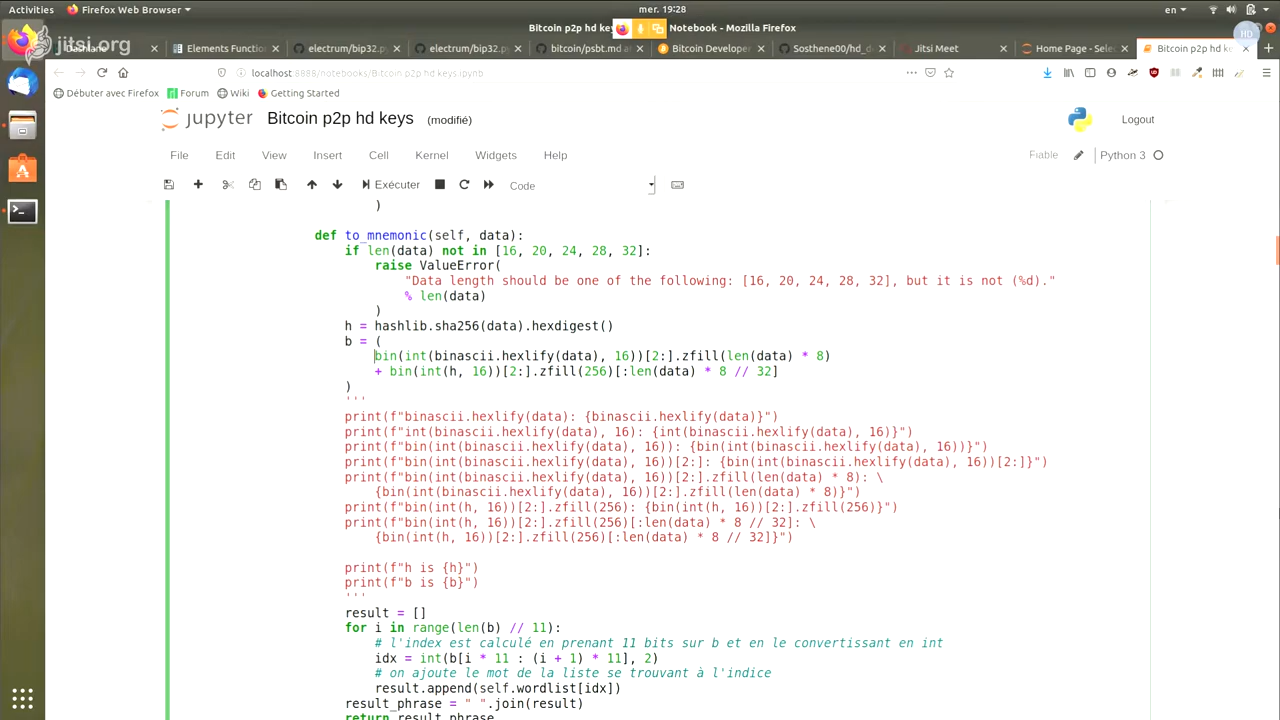 Activities Firefox Web Browser mer. 19:28 en
Bitcoin p2p hd key Notebook - Mozilla Firefox
jitsi.org HD
Elements Function electrum/bip32.py electrum/bip32.py bitcoin/psbt.md a Bitcoin Developer Sosthene00/hd_d Jitsi Meet Home Page - Selec Bitcoin p2p hd k
localhost:8888/notebooks/Bitcoin p2p hd keys.ipynb
Débuter avec Firefox Forum Wiki Getting Started
jupyter Bitcoin p2p hd keys (modifié) Logout
File Edit View Insert Cell Kernel Widgets Help Fiable Python 3
Exécuter Code
)
def to_mnemonic(self, data):
if len(data) not in [16, 20, 24, 28, 32]:
raise ValueError(
"Data length should be one of the following: [16, 20, 24, 28, 32], but it is not (%d)."
% len(data)
)
h = hashlib.sha256(data).hexdigest()
b = (
bin(int(binascii.hexlify(data), 16))[2:].zfill(len(data) * 8)
+ bin(int(h, 16))[2:].zfill(256)[:len(data) * 8 // 32]
)
'''
print(f"binascii.hexlify(data): {binascii.hexlify(data)}")
print(f"int(binascii.hexlify(data), 16): {int(binascii.hexlify(data), 16)}")
print(f"bin(int(binascii.hexlify(data), 16)): {bin(int(binascii.hexlify(data), 16))}")
print(f"bin(int(binascii.hexlify(data), 16))[2:]: {bin(int(binascii.hexlify(data), 16))[2:]}")
print(f"bin(int(binascii.hexlify(data), 16))[2:].zfill(len(data) * 8): \
{bin(int(binascii.hexlify(data), 16))[2:].zfill(len(data) * 8)}")
print(f"bin(int(h, 16))[2:].zfill(256): {bin(int(h, 16))[2:].zfill(256)}")
print(f"bin(int(h, 16))[2:].zfill(256)[:len(data) * 8 // 32]: \
{bin(int(h, 16))[2:].zfill(256)[:len(data) * 8 // 32]}")
print(f"h is {h}")
print(f"b is {b}")
'''
result = []
for i in range(len(b) // 11):
# l'index est calculé en prenant 11 bits sur b et en le convertissant en int
idx = int(b[i * 11 : (i + 1) * 11], 2)
# on ajoute le mot de la liste se trouvant à l'indice
result.append(self.wordlist[idx])
result_phrase = " ".join(result)
return result_phrase